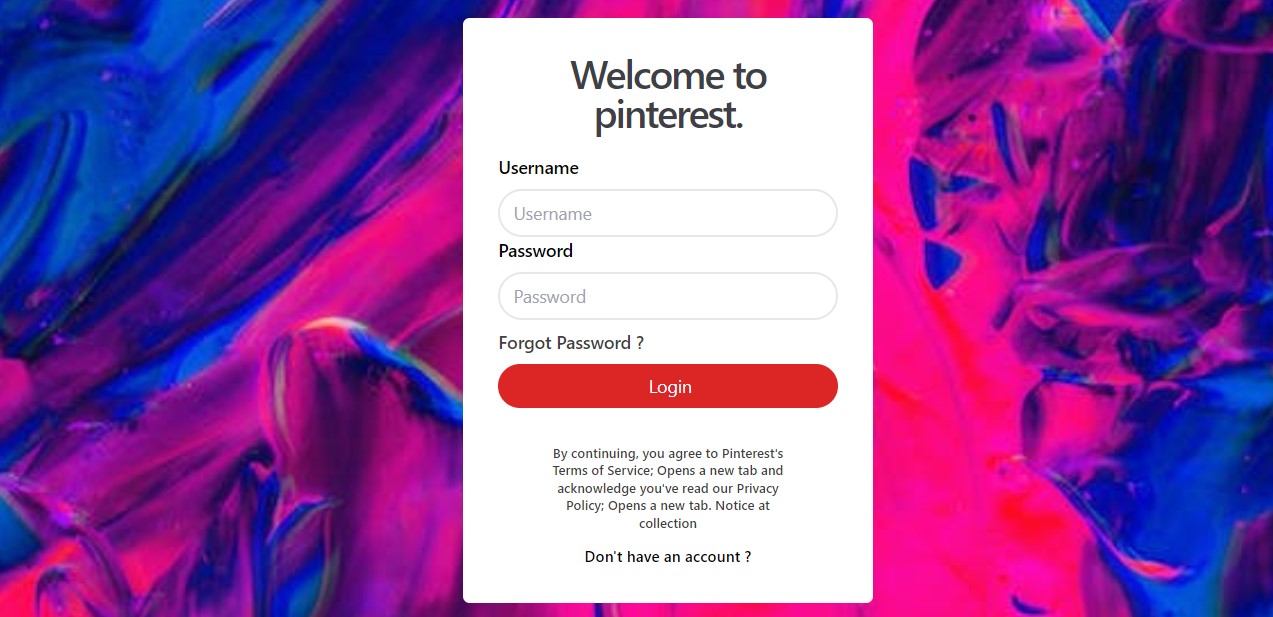 Welcome to
pinterest.
Username
Username
Password
Password
Forgot Password ?
Login
By continuing, you agree to Pinterest's
Terms of Service; Opens a new tab and
acknowledge you've read our Privacy
Policy; Opens a new tab. Notice at
collection
Don't have an account ?